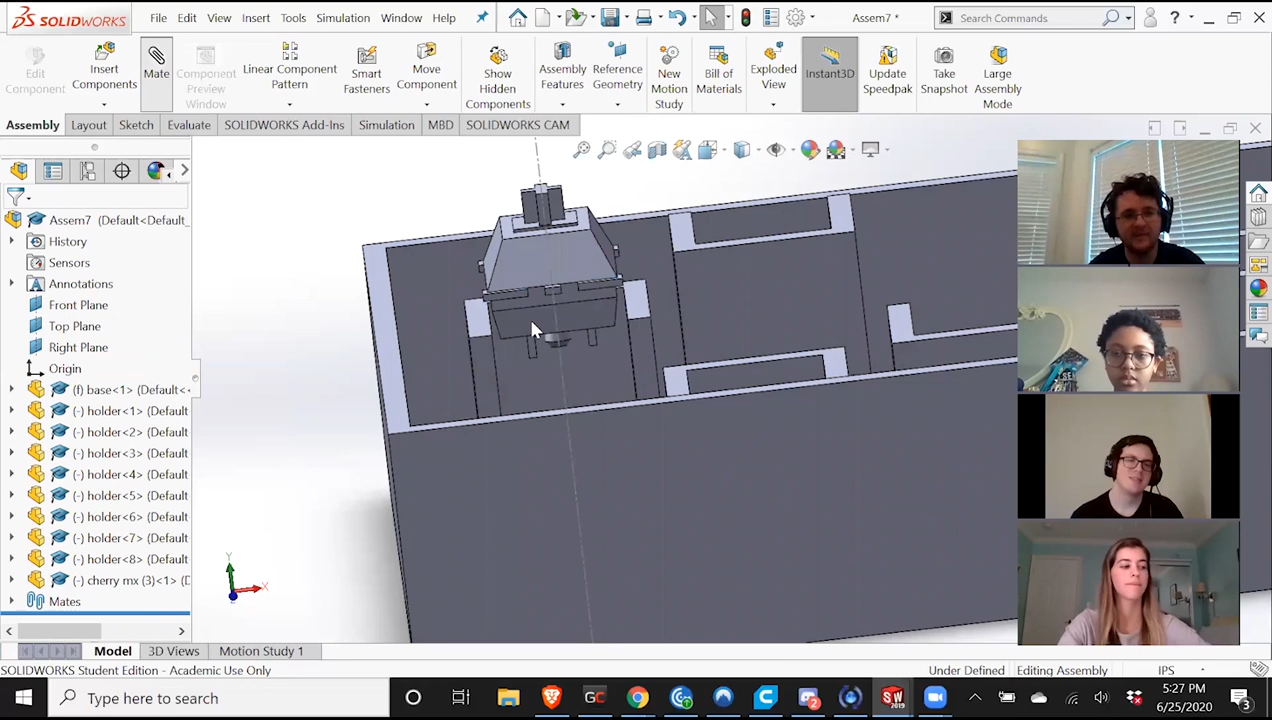 SOLIDWORKS File Edit View Insert Tools Simulation Window Help Assem7 * Search Commands ?
Edit Component
Insert Components
Mate
Component Preview Window
Linear Component Pattern
Smart Fasteners
Move Component
Show Hidden Components
Assembly Features
Reference Geometry
New Motion Study
Bill of Materials
Exploded View
Instant3D
Update Speedpak
Take Snapshot
Large Assembly Mode
Assembly Layout Sketch Evaluate SOLIDWORKS Add-Ins Simulation MBD SOLIDWORKS CAM
Assem7 (Default<Default_
History
Sensors
Annotations
Front Plane
Top Plane
Right Plane
Origin
(f) base<1> (Default<
(-) holder<1> (Default
(-) holder<2> (Default
(-) holder<3> (Default
(-) holder<4> (Default
(-) holder<5> (Default
(-) holder<6> (Default
(-) holder<7> (Default
(-) holder<8> (Default
(-) cherry mx (3)<1> (D
Mates
Y
X
Model 3D Views Motion Study 1
SOLIDWORKS Student Edition - Academic Use Only Under Defined Editing Assembly IPS
Type here to search GC SW 2019 2 5:27 PM
6/25/2020 3